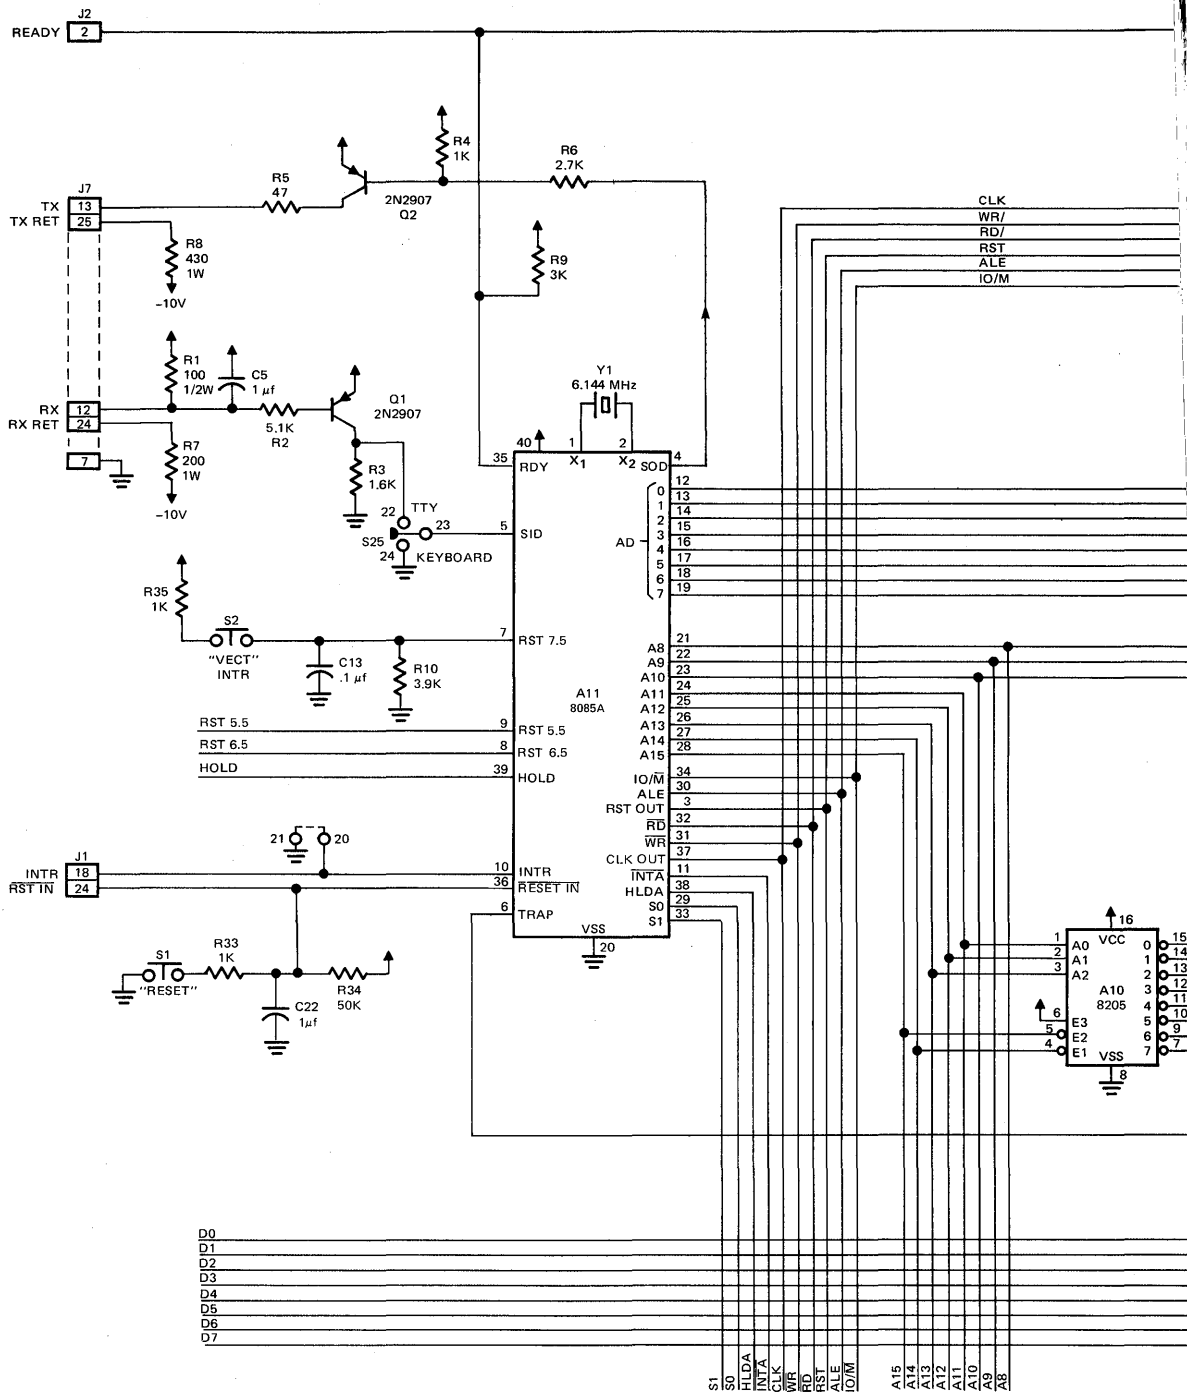 J2
READY 2
R4
1K
R6
2.7K
R5
47
2N2907
Q2
J7
TX 13
TX RET 25
R8
430
1W
-10V
R9
3K
CLK
WR/
RD/
RST
ALE
IO/M
R1
100
1/2W
C5
1 µf
Q1
2N2907
Y1
6.144 MHz
RX 12
RX RET 24
5.1K
R2
7
R7
200
1W
-10V
R3
1.6K
22 TTY
23
S25
24 KEYBOARD
40
1
2
X1
X2
35 RDY
SOD 4
5 SID
AD
0 12
1 13
2 14
3 15
4 16
5 17
6 18
7 19
R35
1K
S2
"VECT"
INTR
C13
.1 µf
R10
3.9K
7 RST 7.5
A8 21
A9 22
A10 23
A11 24
A12 25
A13 26
A14 27
A15 28
A11
8085A
RST 5.5 9 RST 5.5
RST 6.5 8 RST 6.5
HOLD 39 HOLD
IO/M̅ 34
ALE 30
RST OUT 3
R̅D̅ 32
W̅R̅ 31
CLK OUT 37
I̅N̅T̅A̅ 11
HLDA 38
S0 29
S1 33
21 20
J1
INTR 18
R̅S̅T̅ I̅N̅ 24
10 INTR
36 R̅E̅S̅E̅T̅ I̅N̅
6 TRAP
VSS
20
S1
"RESET"
R33
1K
C22
1µf
R34
50K
16
VCC
1 A0
2 A1
3 A2
A10
8205
6 E3
5 E2
4 E1
0 15
1 14
2 13
3 12
4 11
5 10
6 9
7 7
VSS
8
D0
D1
D2
D3
D4
D5
D6
D7
S1
S0
HLDA
I̅N̅T̅A̅
CLK
W̅R̅
R̅D̅
RST
ALE
IO/M̅
A15
A14
A13
A12
A11
A10
A9
A8